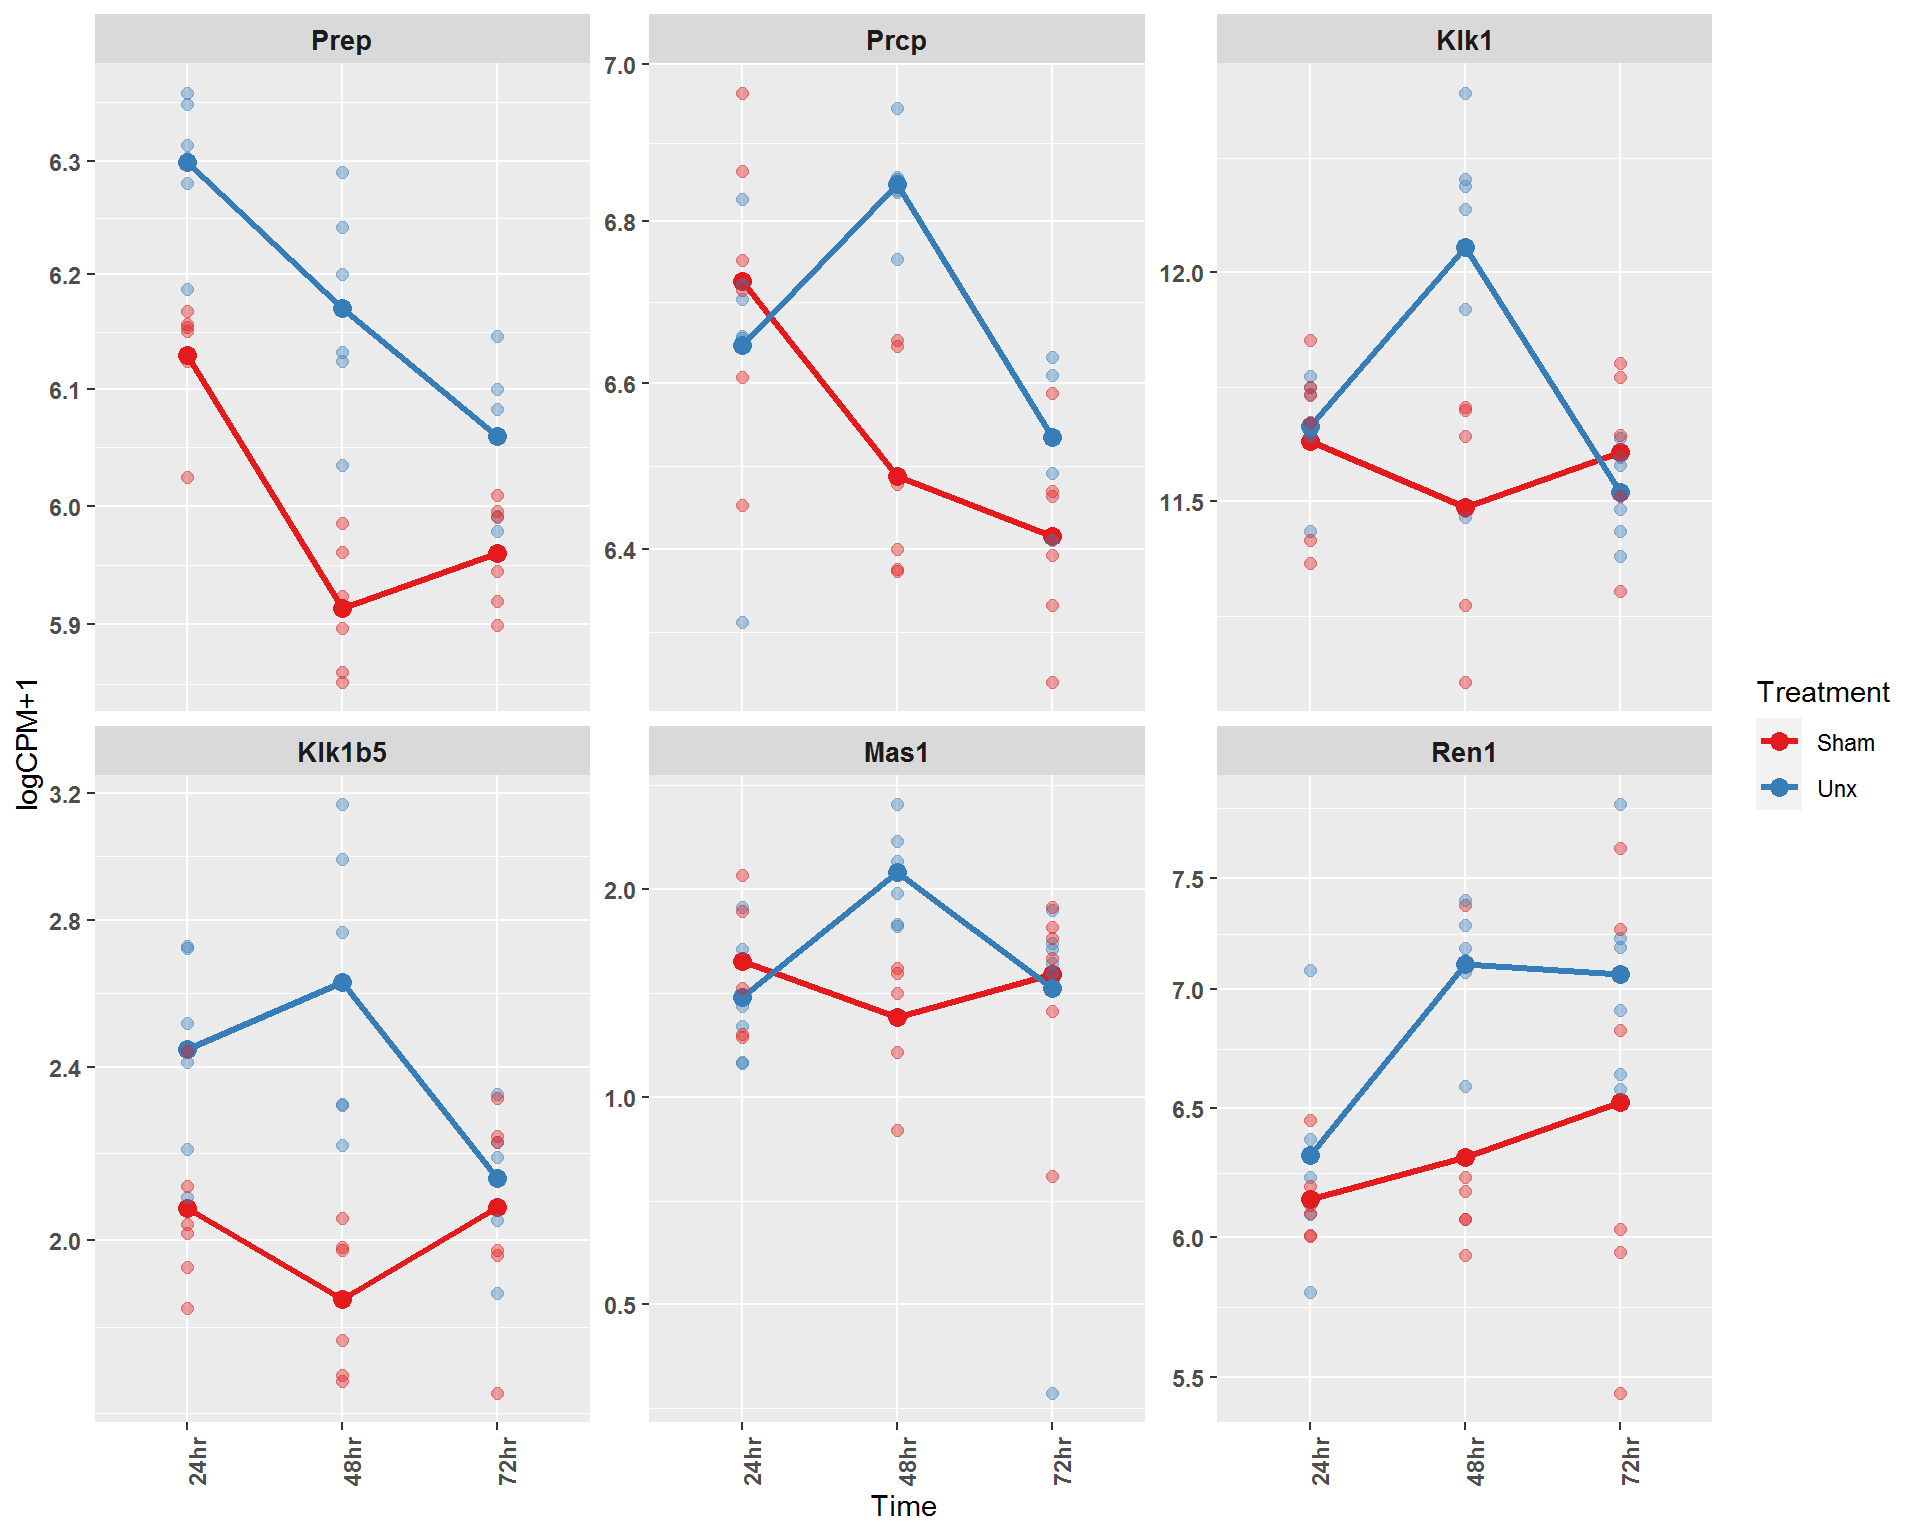 Prep
Prcp
Klk1
6.3
6.2
6.1
6.0
5.9
7.0
6.8
6.6
6.4
12.0
11.5
Klk1b5
Mas1
Ren1
3.2
2.8
2.4
2.0
2.0
1.0
0.5
7.5
7.0
6.5
6.0
5.5
24hr
48hr
72hr
24hr
48hr
72hr
24hr
48hr
72hr
Time
logCPM+1
Treatment
Sham
Unx